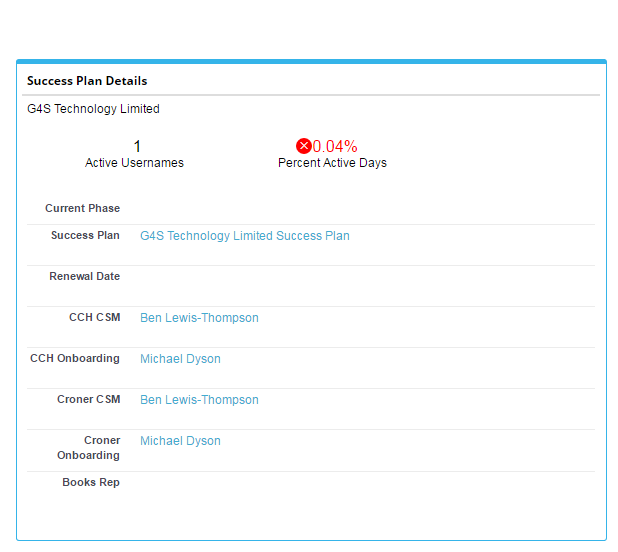 Success Plan Details
G4S Technology Limited
1
Active Usernames
0.04%
Percent Active Days
Current Phase
Success Plan G4S Technology Limited Success Plan
Renewal Date
CCH CSM Ben Lewis-Thompson
CCH Onboarding Michael Dyson
Croner CSM Ben Lewis-Thompson
Croner Michael Dyson
Onboarding
Books Rep